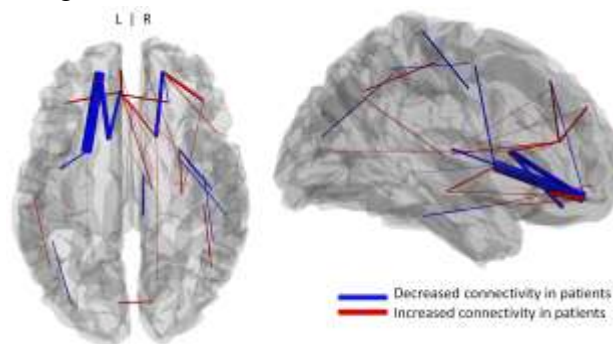 L | R
Decreased connectivity in patients
Increased connectivity in patients